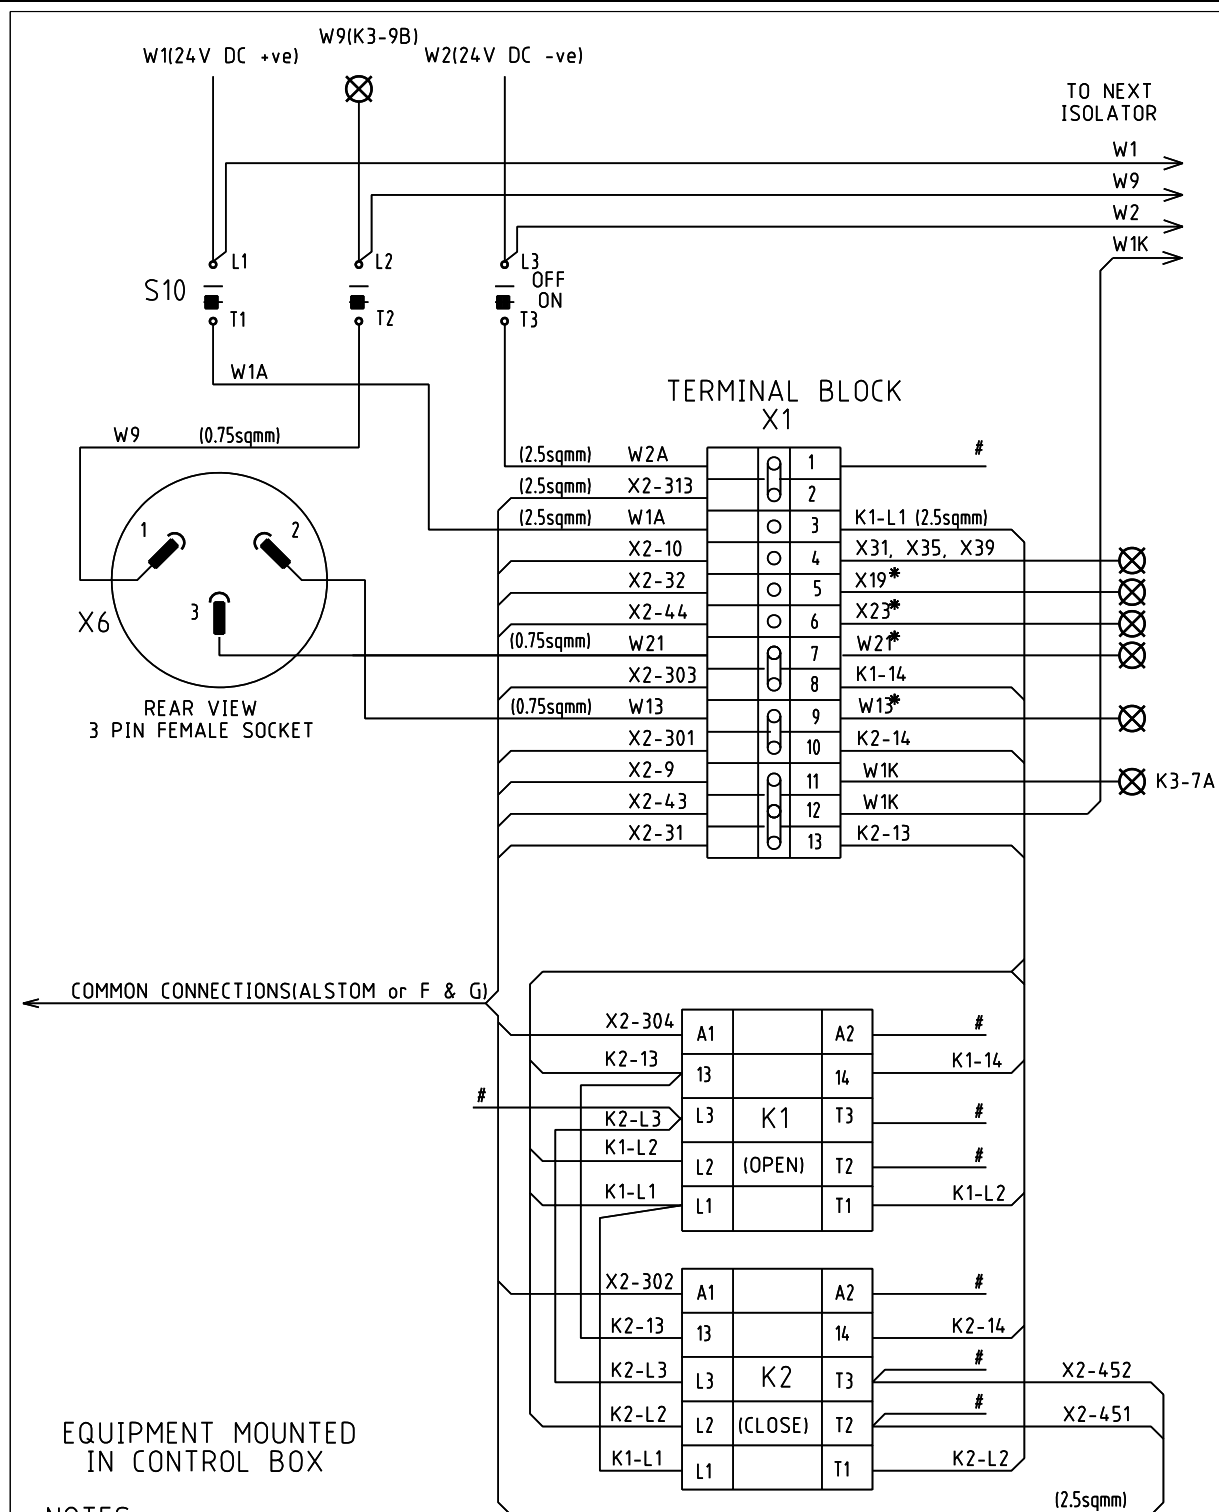 W9(K3-9B)
W1(24V DC +ve)
W2(24V DC -ve)
TO NEXT
ISOLATOR
W1
W9
W2
W1K
L1
L2
L3
OFF
ON
S10
T1
T2
T3
W1A
TERMINAL BLOCK
X1
W9 (0.75sqmm)
(2.5sqmm) W2A 1 #
(2.5sqmm) X2-313 2
(2.5sqmm) W1A 3 K1-L1 (2.5sqmm)
X2-10 4 X31, X35, X39
X2-32 5 X19*
X2-44 6 X23*
(0.75sqmm) W21 7 W21*
X2-303 8 K1-14
(0.75sqmm) W13 9 W13*
X2-301 10 K2-14
X2-9 11 W1K K3-7A
X2-43 12 W1K
X2-31 13 K2-13
1
2
3
X6
REAR VIEW
3 PIN FEMALE SOCKET
COMMON CONNECTIONS(ALSTOM or F & G)
X2-304 A1 A2 #
K2-13 13 14 K1-14
#
K2-L3 L3 K1 T3 #
K1-L2 L2 (OPEN) T2 #
K1-L1 L1 T1 K1-L2
X2-302 A1 A2 #
K2-13 13 14 K2-14
K2-L3 L3 K2 T3 # X2-452
K2-L2 L2 (CLOSE) T2 # X2-451
K1-L1 L1 T1 K2-L2
(2.5sqmm)
EQUIPMENT MOUNTED
IN CONTROL BOX
NOTES